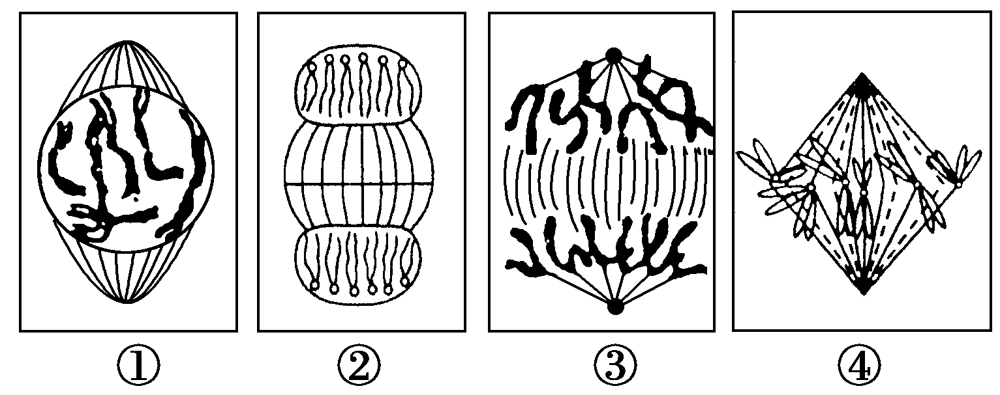 ① ② ③ ④